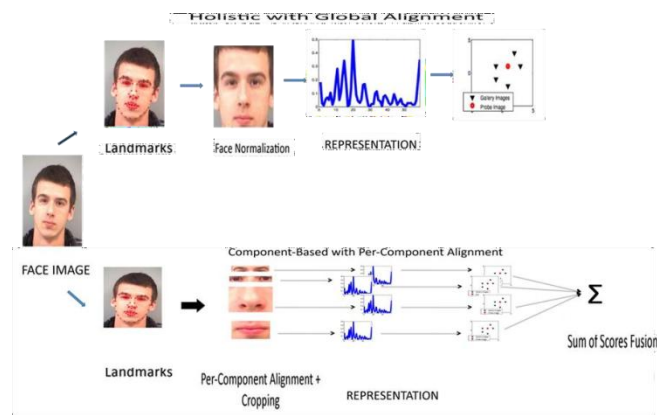 Holistic with Global Alignment
Landmarks
Face Normalization
REPRESENTATION
Gallery Images
Probe Image
FACE IMAGE
Component-Based with Per-Component Alignment
Landmarks
Per-Component Alignment +
Cropping
REPRESENTATION
Σ
Sum of Scores Fusion